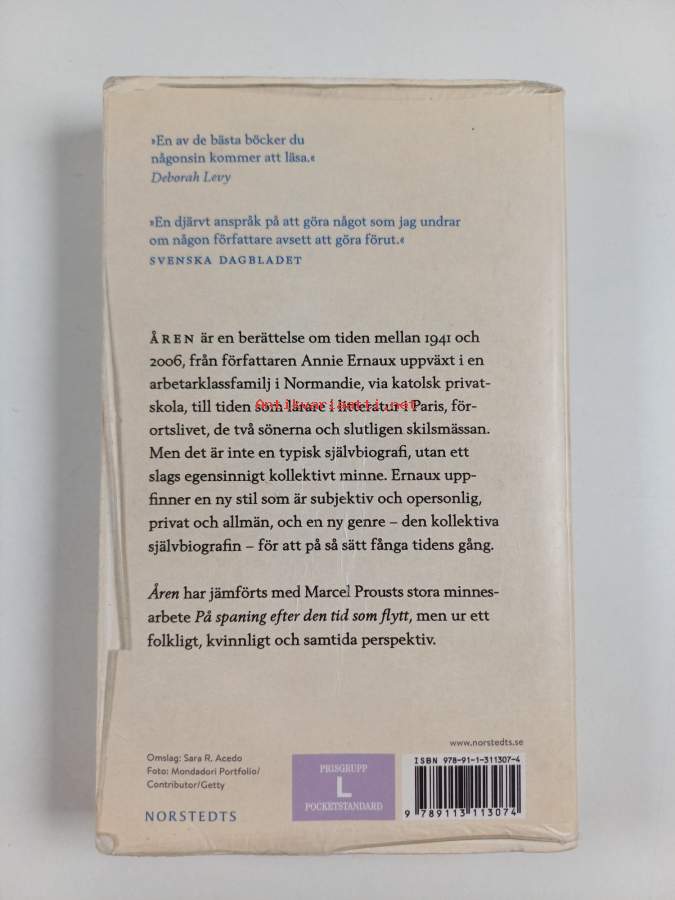 »En av de bästa böcker du
någonsin kommer att läsa.«
Deborah Levy
»En djärvt anspråk på att göra något som jag undrar
om någon författare avsett att göra förut.«
SVENSKA DAGBLADET
ÅREN är en berättelse om tiden mellan 1941 och
2006, från författaren Annie Ernaux uppväxt i en
arbetarklassfamilj i Normandie, via katolsk privat-
skola, till tiden som lärare i litteratur i Paris, för-
Antikvariaatti.net
ortslivet, de två sönerna och slutligen skilsmässan.
Men det är inte en typisk självbiografi, utan ett
slags egensinnigt kollektivt minne. Ernaux upp-
finner en ny stil som är subjektiv och opersonlig,
privat och allmän, och en ny genre – den kollektiva
självbiografin – för att på så sätt fånga tidens gång.
Åren har jämförts med Marcel Prousts stora minnes-
arbete På spaning efter den tid som flytt, men ur ett
folkligt, kvinnligt och samtida perspektiv.
www.norstedts.se
Omslag: Sara R. Acedo
Foto: Mondadori Portfolio/
Contributor/Getty
NORSTEDTS
PRISGRUPP
L
POCKETSTANDARD
ISBN 978-91-1-311307-4
9 789113 113074